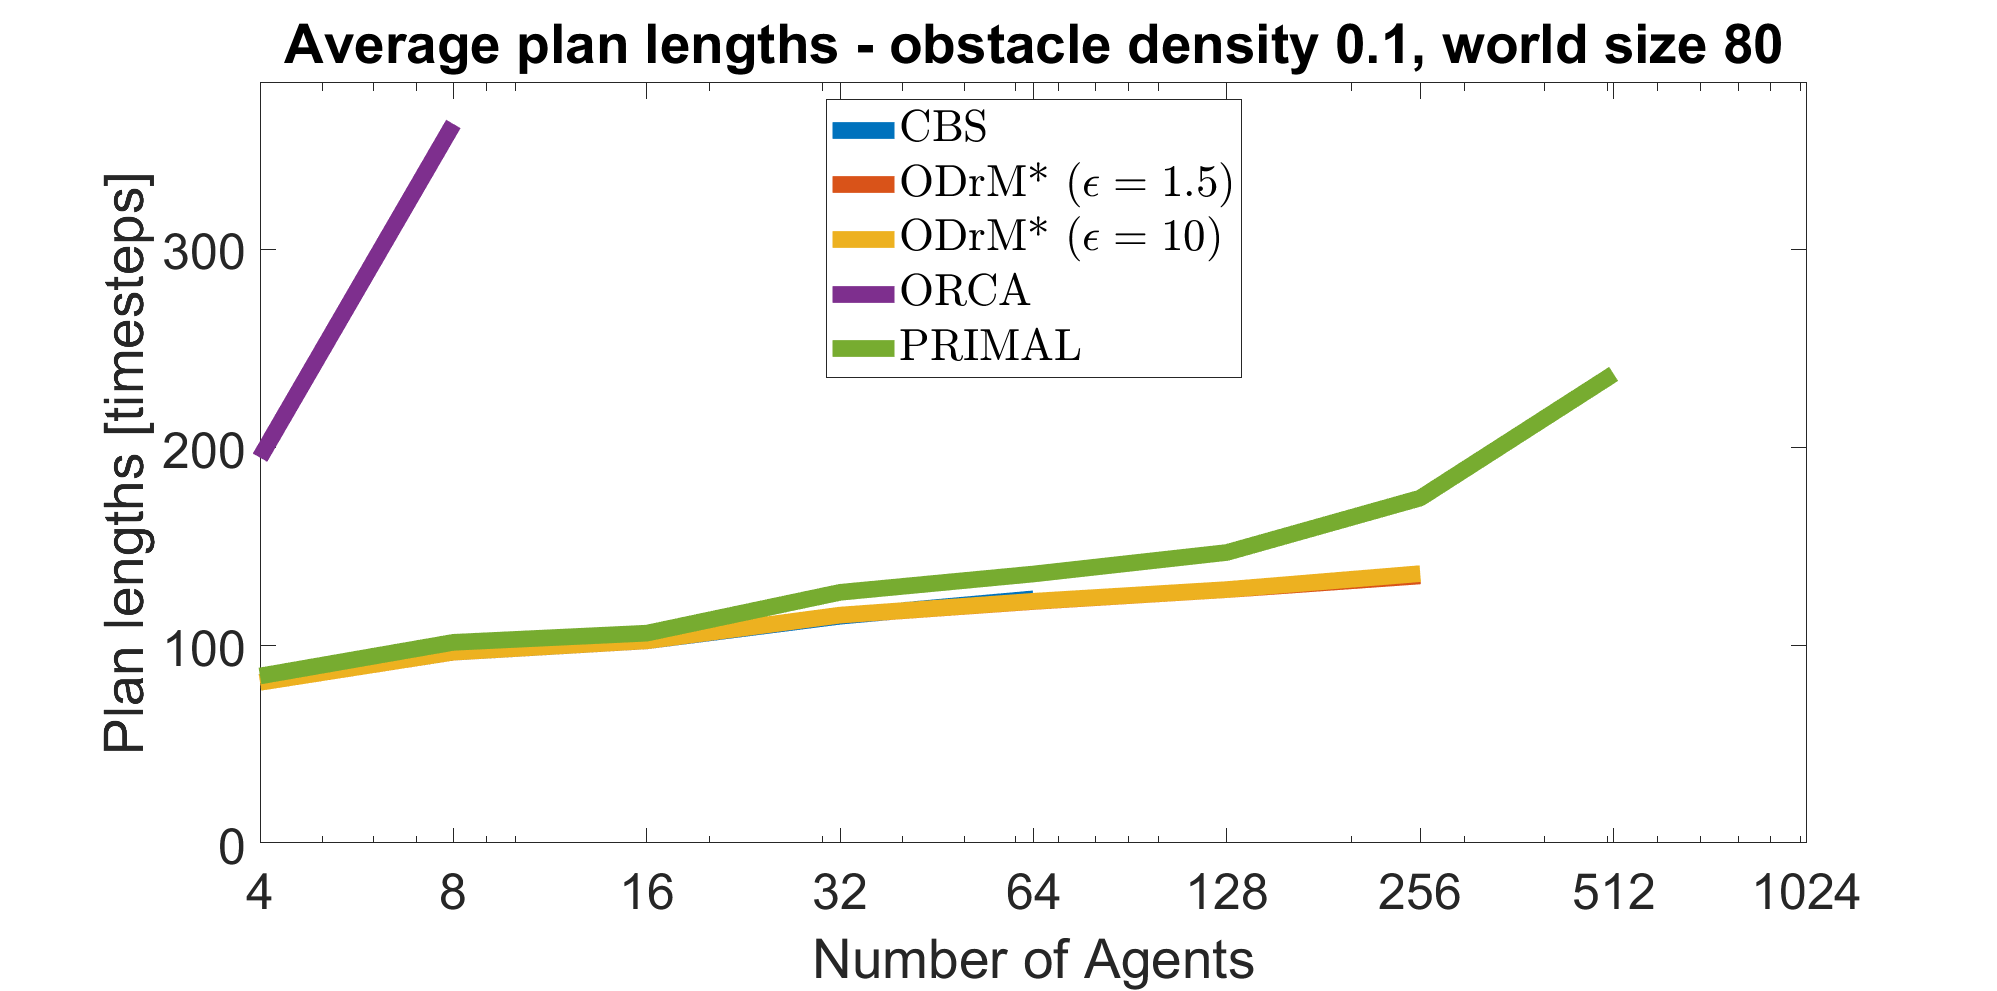 Average plan lengths - obstacle density 0.1, world size 80
CBS
ODrM* (ϵ = 1.5)
ODrM* (ϵ = 10)
ORCA
PRIMAL
Plan lengths [timesteps]
300
200
100
0
4 8 16 32 64 128 256 512 1024
Number of Agents